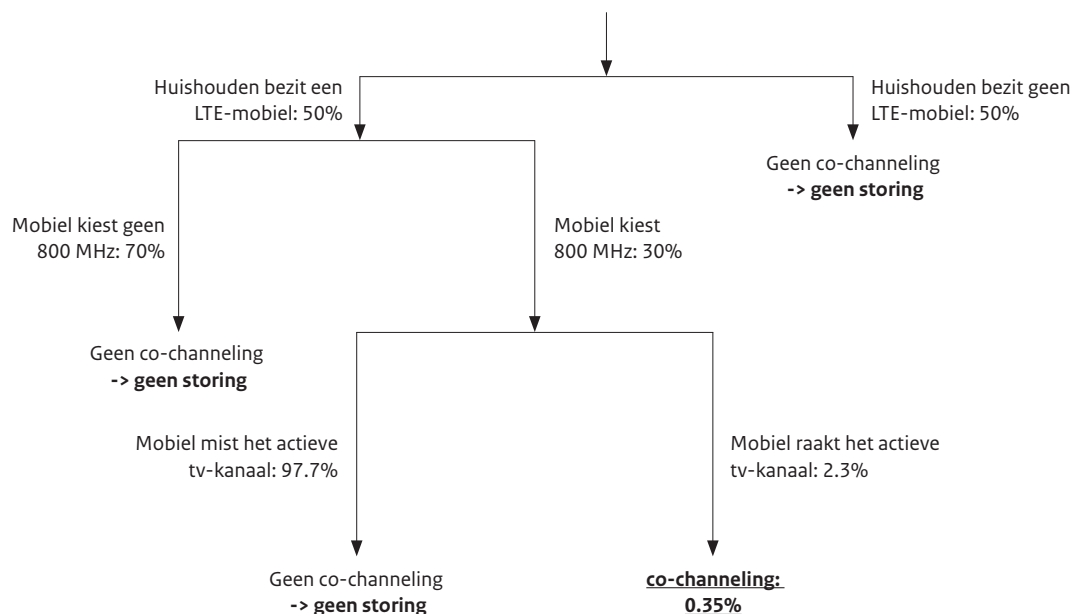 Huishouden bezit een
LTE-mobiel: 50%
Huishouden bezit geen
LTE-mobiel: 50%
Geen co-channeling
-> geen storing
Mobiel kiest geen
800 MHz: 70%
Mobiel kiest
800 MHz: 30%
Geen co-channeling
-> geen storing
Mobiel mist het actieve
tv-kanaal: 97.7%
Mobiel raakt het actieve
tv-kanaal: 2.3%
Geen co-channeling
-> geen storing
co-channeling:
0.35%